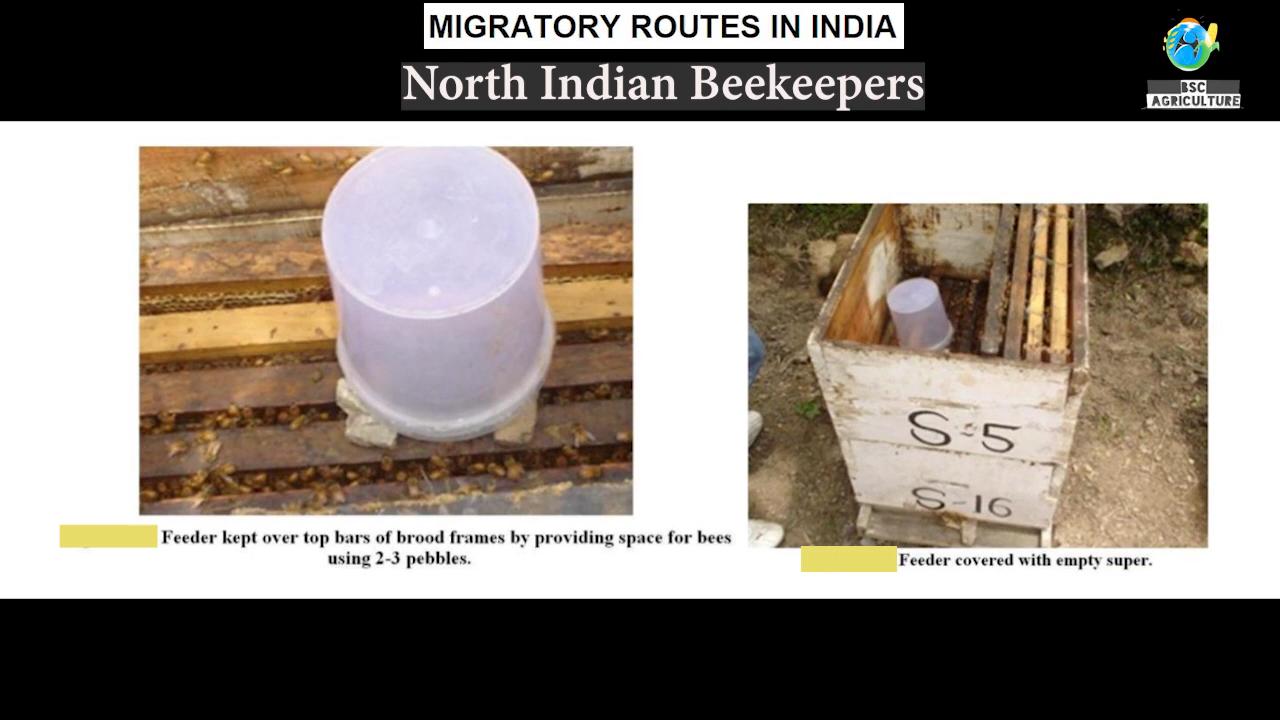 MIGRATORY ROUTES IN INDIA
North Indian Beekeepers
BSC
AGRICULTURE
S-5
S-16
Feeder kept over top bars of brood frames by providing space for bees
using 2-3 pebbles.
Feeder covered with empty super.